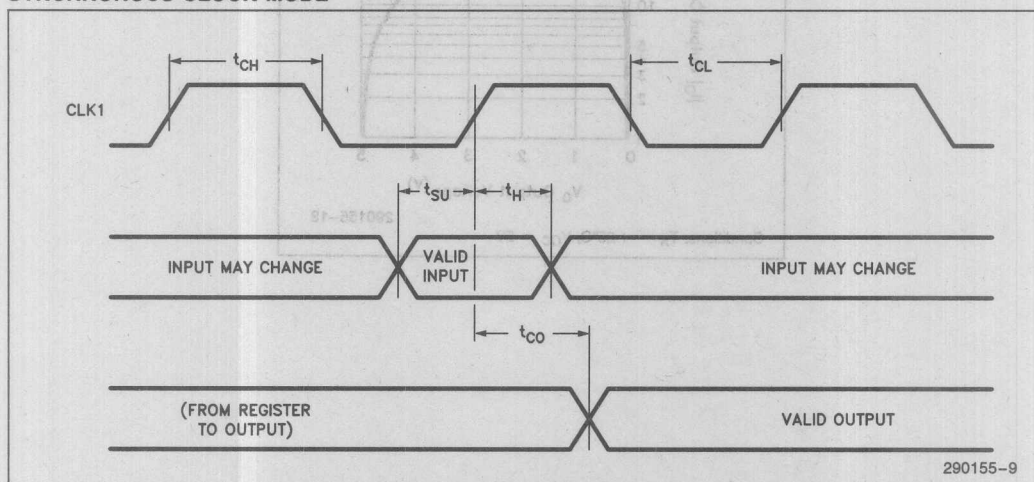 SYNCHRONOUS CLOCK MODE
tCH
tCL
CLK1
tSU
tH
INPUT MAY CHANGE
VALID
INPUT
INPUT MAY CHANGE
tCO
(FROM REGISTER
TO OUTPUT)
VALID OUTPUT
290155-9